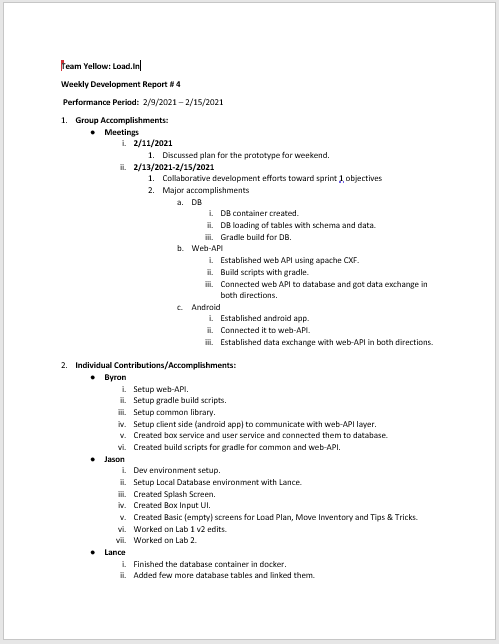 Team Yellow: Load.In
Weekly Development Report # 4
Performance Period: 2/9/2021 – 2/15/2021
1. Group Accomplishments:
● Meetings
i. 2/11/2021
1. Discussed plan for the prototype for weekend.
ii. 2/13/2021-2/15/2021
1. Collaborative development efforts toward sprint 1 objectives
2. Major accomplishments
a. DB
i. DB container created.
ii. DB loading of tables with schema and data.
iii. Gradle build for DB.
b. Web-API
i. Established web API using apache CXF.
ii. Build scripts with gradle.
iii. Connected web API to database and got data exchange in
both directions.
c. Android
i. Established android app.
ii. Connected it to web-API.
iii. Established data exchange with web-API in both directions.
2. Individual Contributions/Accomplishments:
● Byron
i. Setup web-API.
ii. Setup gradle build scripts.
iii. Setup common library.
iv. Setup client side (android app) to communicate with web-API layer.
v. Created box service and user service and connected them to database.
vi. Created build scripts for gradle for common and web-API.
● Jason
i. Dev environment setup.
ii. Setup Local Database environment with Lance.
iii. Created Splash Screen.
iv. Created Box Input UI.
v. Created Basic (empty) screens for Load Plan, Move Inventory and Tips & Tricks.
vi. Worked on Lab 1 v2 edits.
vii. Worked on Lab 2.
● Lance
i. Finished the database container in docker.
ii. Added few more database tables and linked them.